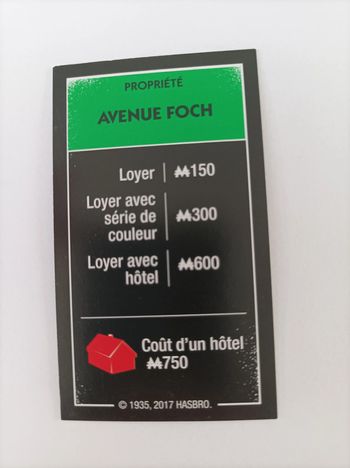 PROPRIÉTÉ
AVENUE FOCH
Loyer ₩150
Loyer avec
série de
couleur ₩300
Loyer avec
hôtel ₩600
Coût d'un hôtel
₩750
© 1935, 2017 HASBRO.